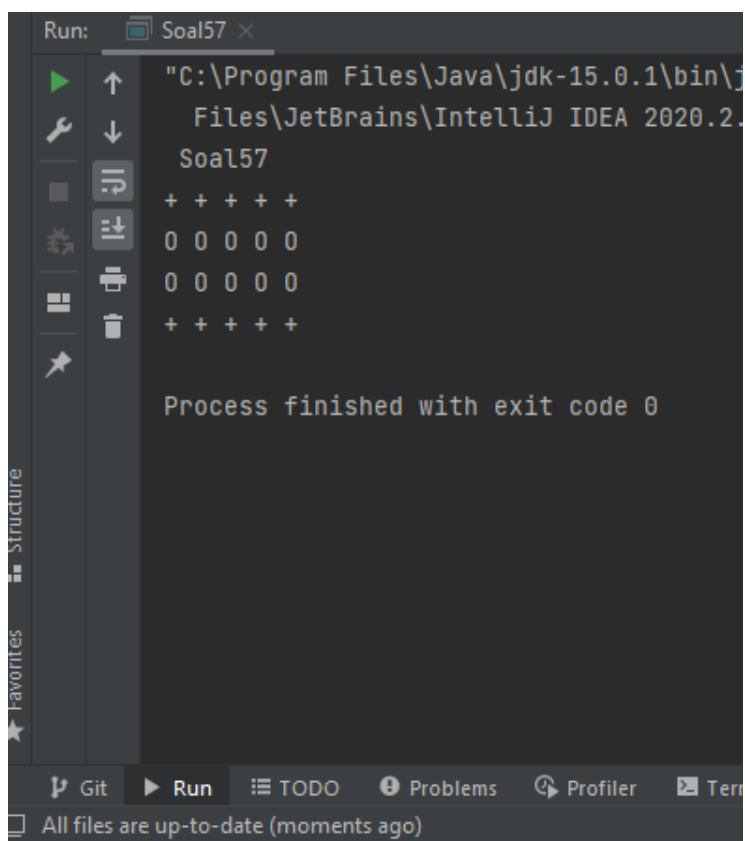 Run: Soal57
"C:\Program Files\Java\jdk-15.0.1\bin\j
Files\JetBrains\IntelliJ IDEA 2020.2.
Soal57
+ + + + +
0 0 0 0 0
0 0 0 0 0
+ + + + +
Process finished with exit code 0
Structure
Favorites
Git Run TODO Problems Profiler Term
All files are up-to-date (moments ago)